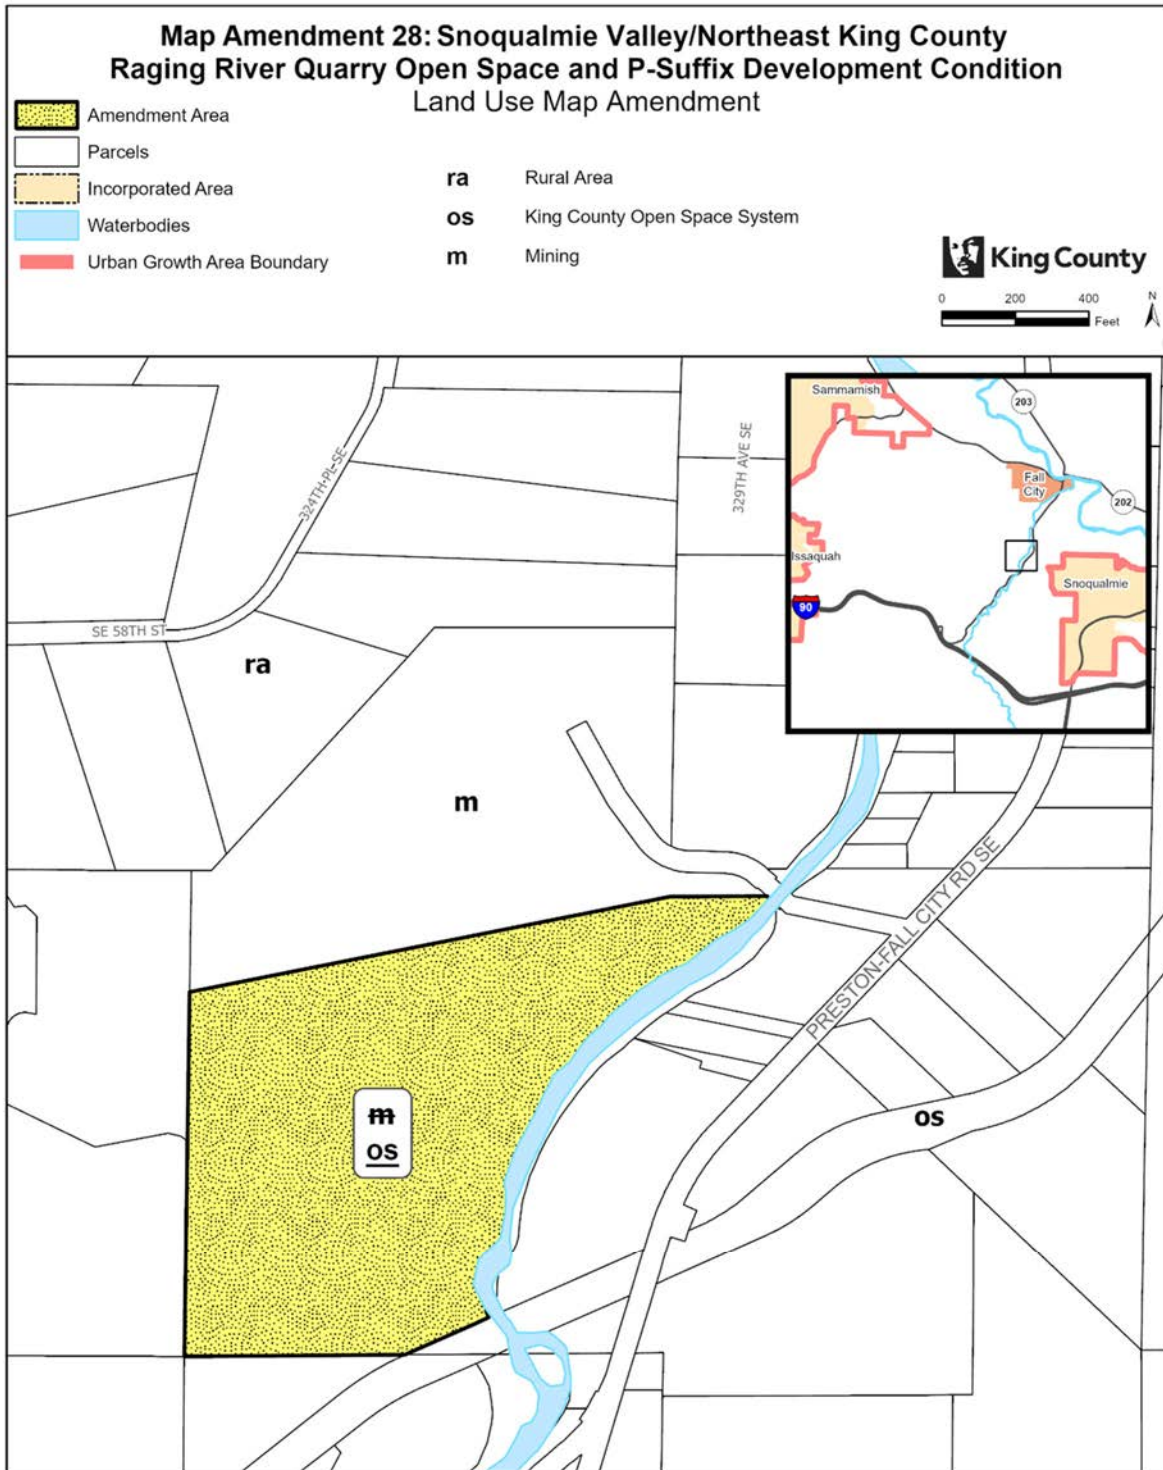 Map Amendment 28: Snoqualmie Valley/Northeast King County
Raging River Quarry Open Space and P-Suffix Development Condition
Land Use Map Amendment
Amendment Area
Parcels
Incorporated Area
Waterbodies
Urban Growth Area Boundary
ra Rural Area
os King County Open Space System
m Mining
King County
0 200 400
Feet
N
Sammamish
203
Fall
City
202
Issaquah
Snoqualmie
90
324TH PL SE
329TH AVE SE
SE 58TH ST
ra
m
PRESTON-FALL CITY RD SE
m
os
os